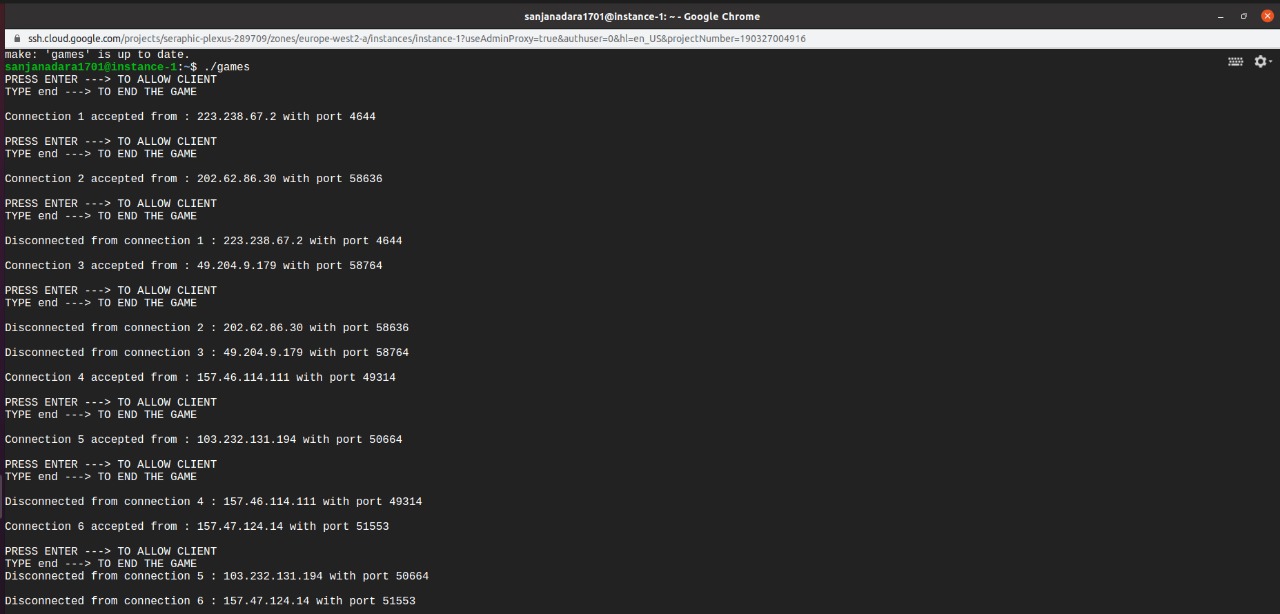 sanjanadara1701@instance-1: ~ - Google Chrome
ssh.cloud.google.com/projects/seraphic-plexus-289709/zones/europe-west2-a/instances/instance-1?useAdminProxy=true&authuser=0&hl=en_US&projectNumber=190327004916
make: 'games' is up to date.
sanjanadara1701@instance-1:~$ ./games
PRESS ENTER ---> TO ALLOW CLIENT
TYPE end ---> TO END THE GAME
Connection 1 accepted from : 223.238.67.2 with port 4644
PRESS ENTER ---> TO ALLOW CLIENT
TYPE end ---> TO END THE GAME
Connection 2 accepted from : 202.62.86.30 with port 58636
PRESS ENTER ---> TO ALLOW CLIENT
TYPE end ---> TO END THE GAME
Disconnected from connection 1 : 223.238.67.2 with port 4644
Connection 3 accepted from : 49.204.9.179 with port 58764
PRESS ENTER ---> TO ALLOW CLIENT
TYPE end ---> TO END THE GAME
Disconnected from connection 2 : 202.62.86.30 with port 58636
Disconnected from connection 3 : 49.204.9.179 with port 58764
Connection 4 accepted from : 157.46.114.111 with port 49314
PRESS ENTER ---> TO ALLOW CLIENT
TYPE end ---> TO END THE GAME
Connection 5 accepted from : 103.232.131.194 with port 50664
PRESS ENTER ---> TO ALLOW CLIENT
TYPE end ---> TO END THE GAME
Disconnected from connection 4 : 157.46.114.111 with port 49314
Connection 6 accepted from : 157.47.124.14 with port 51553
PRESS ENTER ---> TO ALLOW CLIENT
TYPE end ---> TO END THE GAME
Disconnected from connection 5 : 103.232.131.194 with port 50664
Disconnected from connection 6 : 157.47.124.14 with port 51553